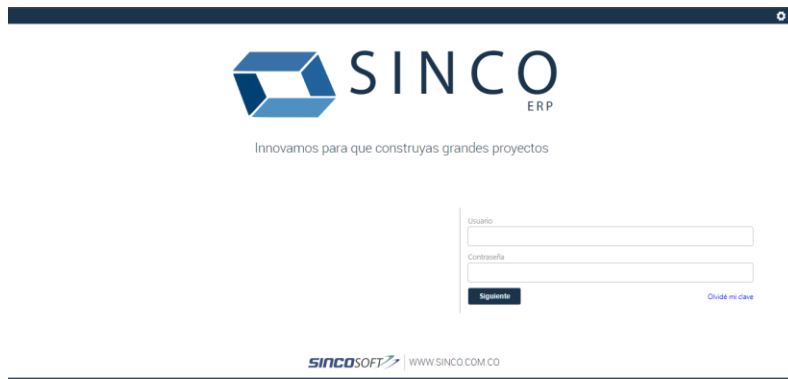 SINCO
ERP
Innovamos para que construyas grandes proyectos
Usuario
Contraseña
Siguiente
Olvidé mi clave
SINCOSOFT
WWW.SINCO.COM.CO